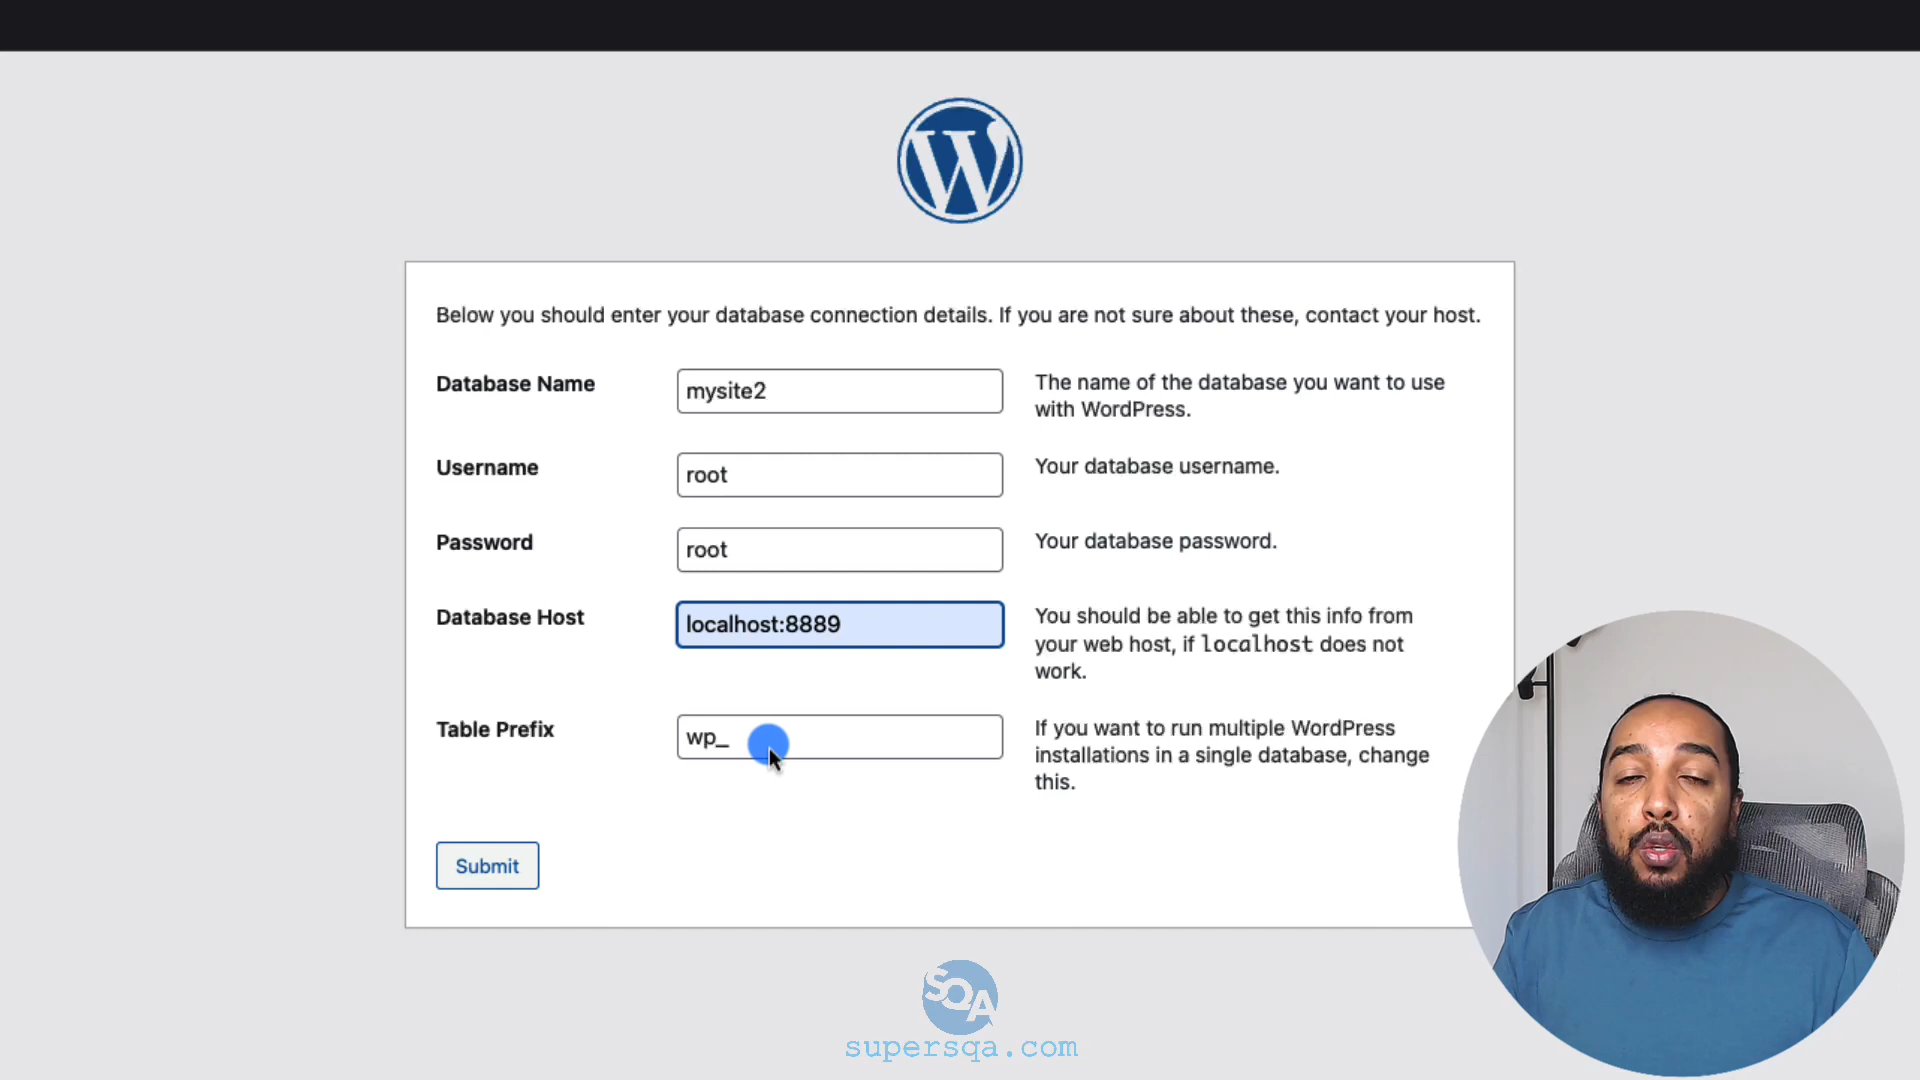 Below you should enter your database connection details. If you are not sure about these, contact your host.
Database Name
mysite2
The name of the database you want to use
with WordPress.
Username
root
Your database username.
Password
root
Your database password.
Database Host
localhost:8889
You should be able to get this info from
your web host, if localhost does not
work.
Table Prefix
wp_
If you want to run multiple WordPress
installations in a single database, change
this.
Submit
SQA
supersqa.com